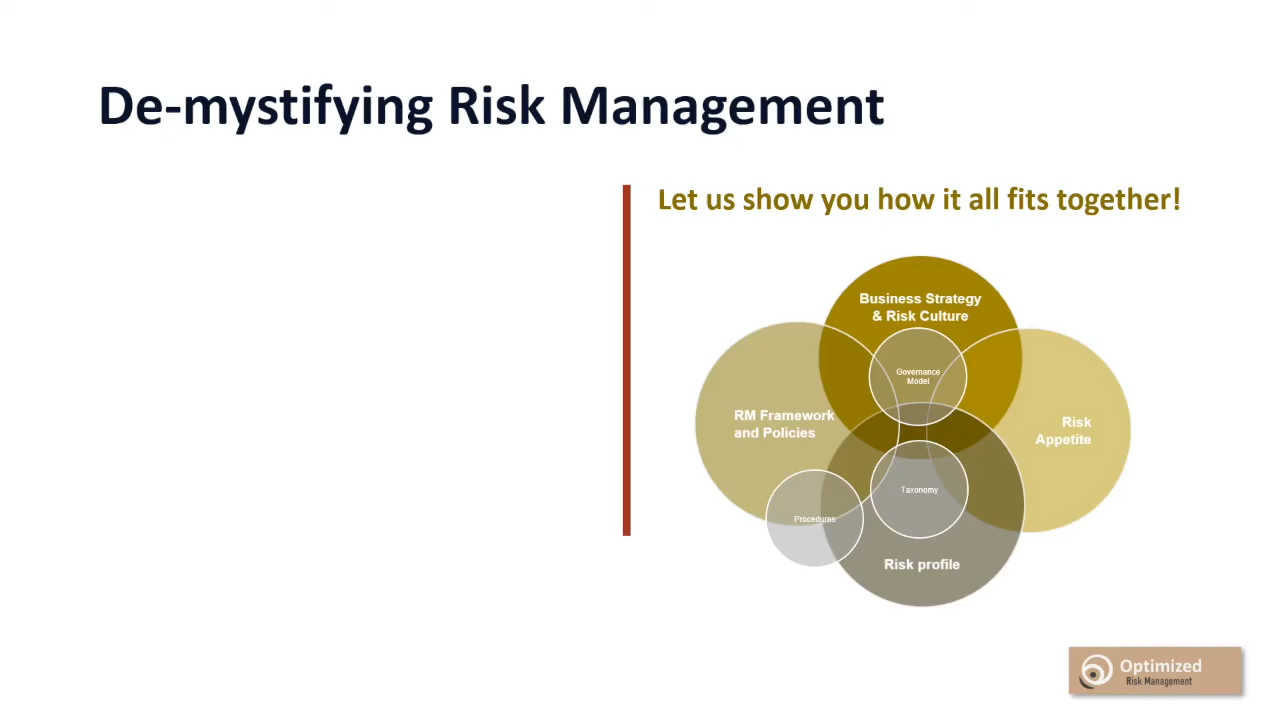 De-mystifying Risk Management
Let us show you how it all fits together!
Business Strategy
& Risk Culture
Governance
Model
RM Framework
and Policies
Risk
Appetite
Taxonomy
Procedures
Risk profile
Optimized
Risk Management